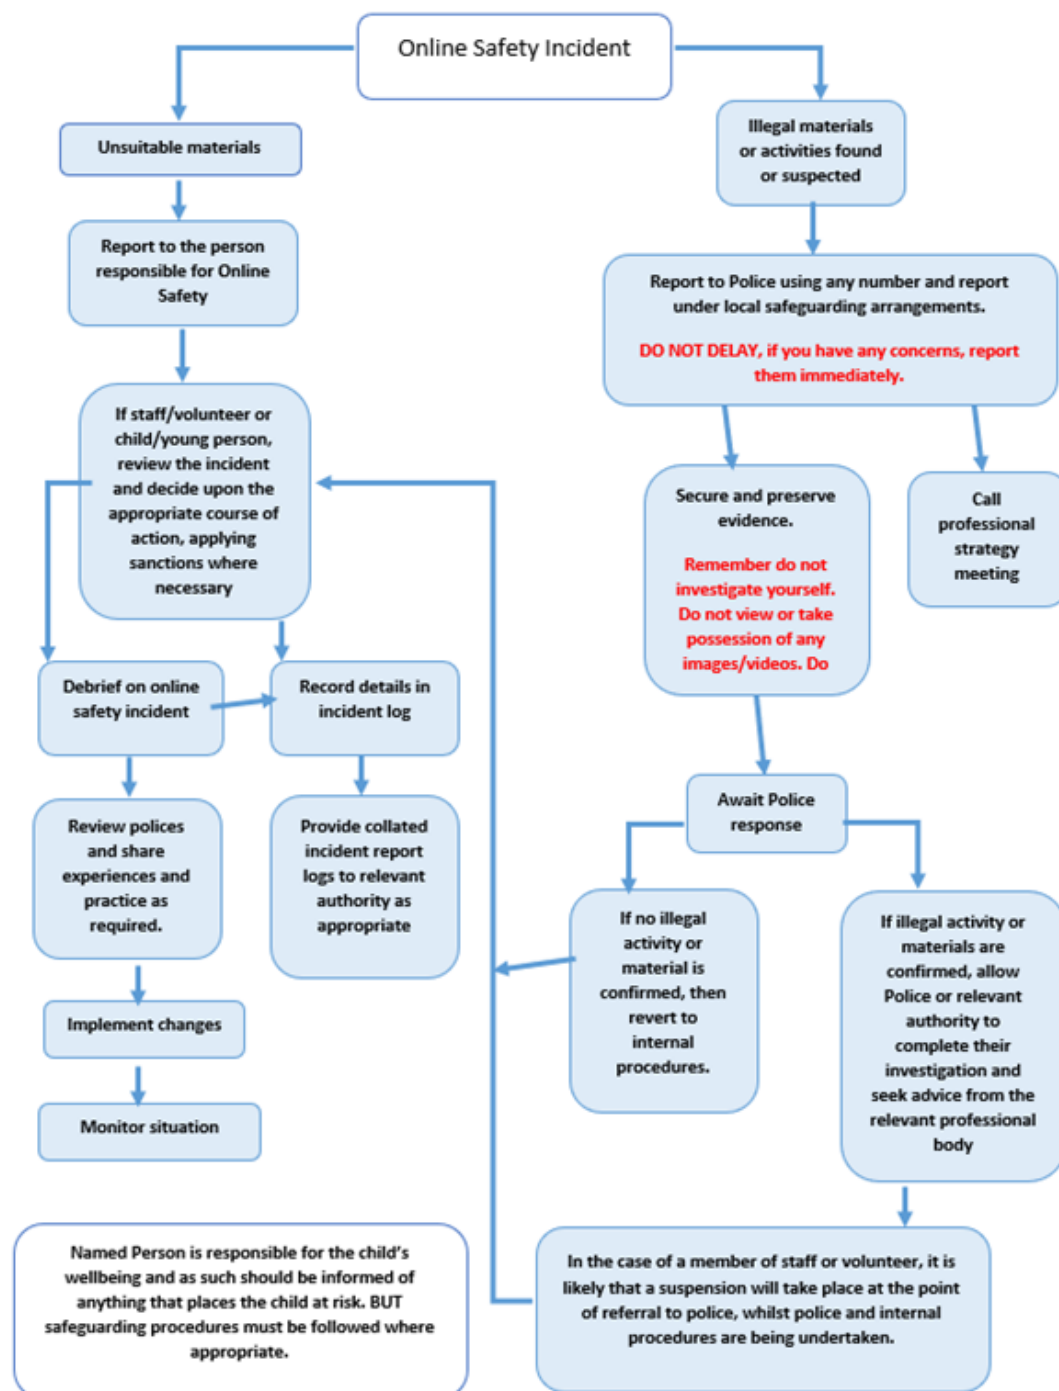 Online Safety Incident
Unsuitable materials
Illegal materials
or activities found
or suspected
Report to the person
responsible for Online
Safety
Report to Police using any number and report
under local safeguarding arrangements.
DO NOT DELAY, if you have any concerns, report
them immediately.
If staff/volunteer or
child/young person,
review the incident
and decide upon the
appropriate course of
action, applying
sanctions where
necessary
Secure and preserve
evidence.
Remember do not
investigate yourself.
Do not view or take
possession of any
images/videos. Do
Call
professional
strategy
meeting
Debrief on online
safety incident
Record details in
incident log
Await Police
response
Review polices
and share
experiences and
practice as
required.
Provide collated
incident report
logs to relevant
authority as
appropriate
If no illegal
activity or
material is
confirmed, then
revert to
internal
procedures.
If illegal activity or
materials are
confirmed, allow
Police or relevant
authority to
complete their
investigation and
seek advice from the
relevant professional
body
Implement changes
Monitor situation
Named Person is responsible for the child's
wellbeing and as such should be informed of
anything that places the child at risk. BUT
safeguarding procedures must be followed where
appropriate.
In the case of a member of staff or volunteer, it is
likely that a suspension will take place at the point
of referral to police, whilst police and internal
procedures are being undertaken.